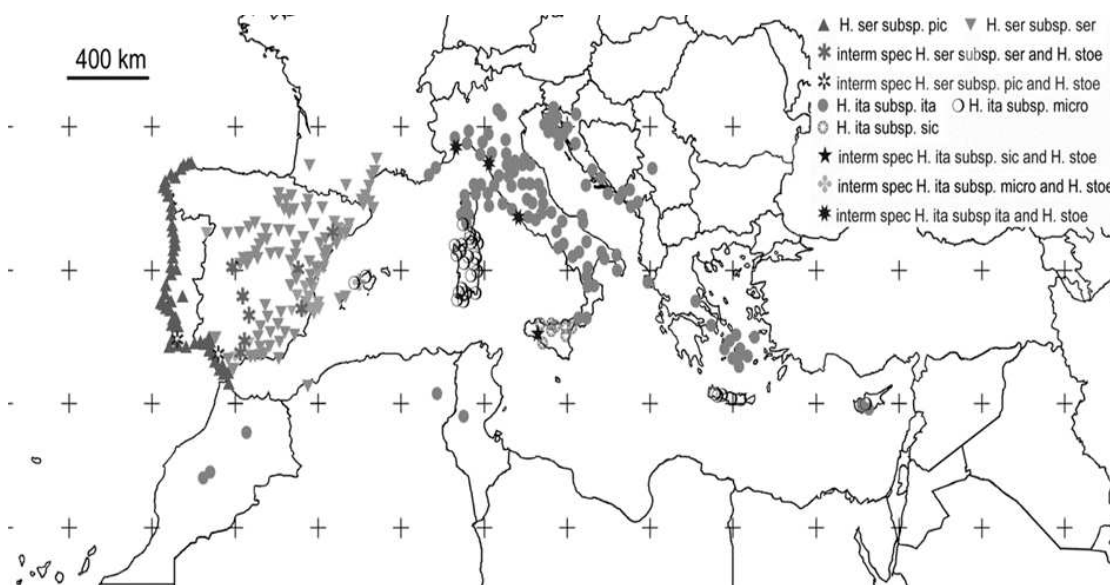 400 km
H. ser subsp. pic H. ser subsp. ser
interm spec H. ser subsp. ser and H. stoe
interm spec H. ser subsp. pic and H. stoe
H. ita subsp. ita H. ita subsp. micro
H. ita subsp. sic
interm spec H. ita subsp. sic and H. stoe
interm spec H. ita subsp. micro and H. stoe
interm spec H. ita subsp ita and H. stoe